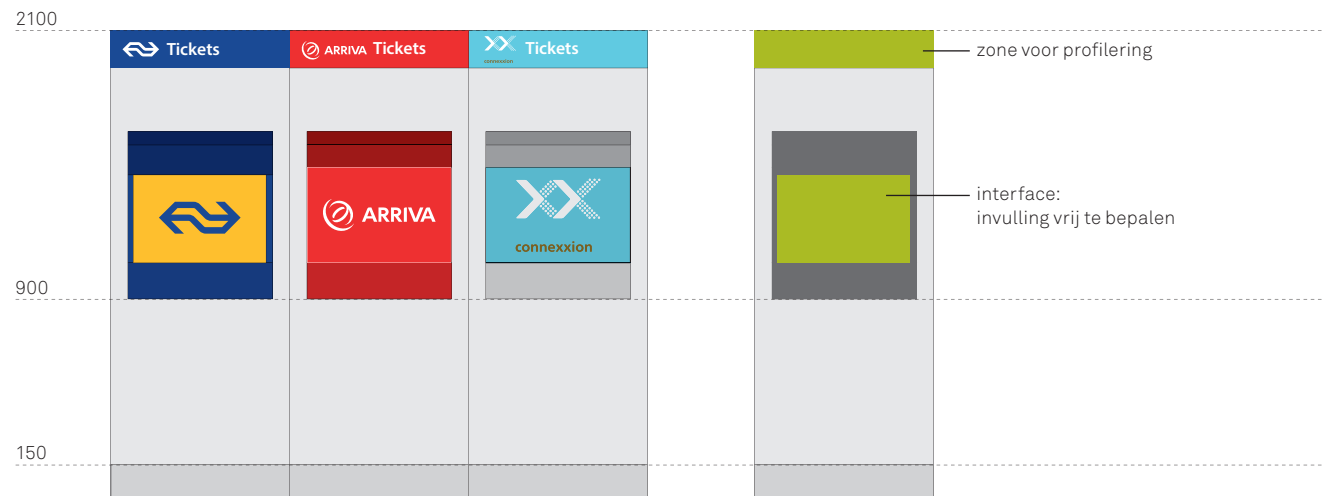 2100
Tickets
ARRIVA Tickets
connexxion Tickets
zone voor profilering
ARRIVA
connexxion
interface:
invulling vrij te bepalen
900
150